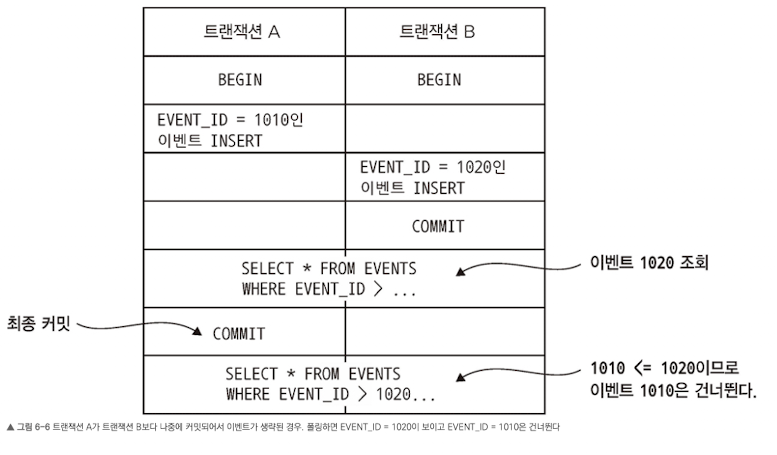 트랜잭션 A
트랜잭션 B
BEGIN
BEGIN
EVENT_ID = 1010인
이벤트 INSERT
EVENT_ID = 1020인
이벤트 INSERT
COMMIT
SELECT * FROM EVENTS
WHERE EVENT_ID > ...
이벤트 1020 조회
최종 커밋
COMMIT
SELECT * FROM EVENTS
WHERE EVENT_ID > 1020...
1010 <= 1020이므로
이벤트 1010은 건너뛴다.
▲ 그림 6-6 트랜잭션 A가 트랜잭션 B보다 나중에 커밋되어서 이벤트가 생략된 경우. 폴링하면 EVENT_ID = 1020이 보이고 EVENT_ID = 1010은 건너뛴다